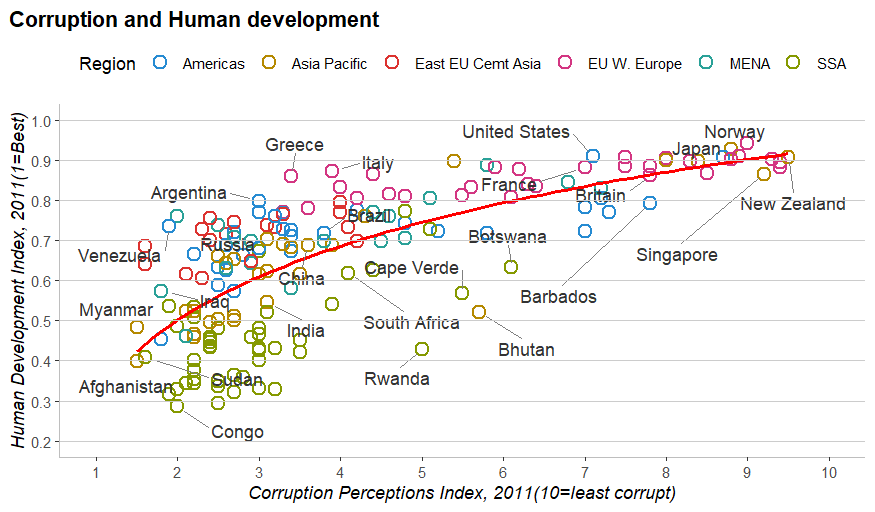 Corruption and Human development
Region Americas Asia Pacific East EU Cemt Asia EU W. Europe MENA SSA
Human Development Index, 2011(1=Best)
1.0
0.9
0.8
0.7
0.6
0.5
0.4
0.3
0.2
United States
Norway
Greece
Japan
Italy
Argentina
France
Britain
New Zealand
Brazil
Botswana
Russia
Venezuela
Singapore
Cape Verde
China
Barbados
Iraq
Myanmar
South Africa
India
Bhutan
Rwanda
Afghanistan
Sudan
Congo
1 2 3 4 5 6 7 8 9 10
Corruption Perceptions Index, 2011(10=least corrupt)